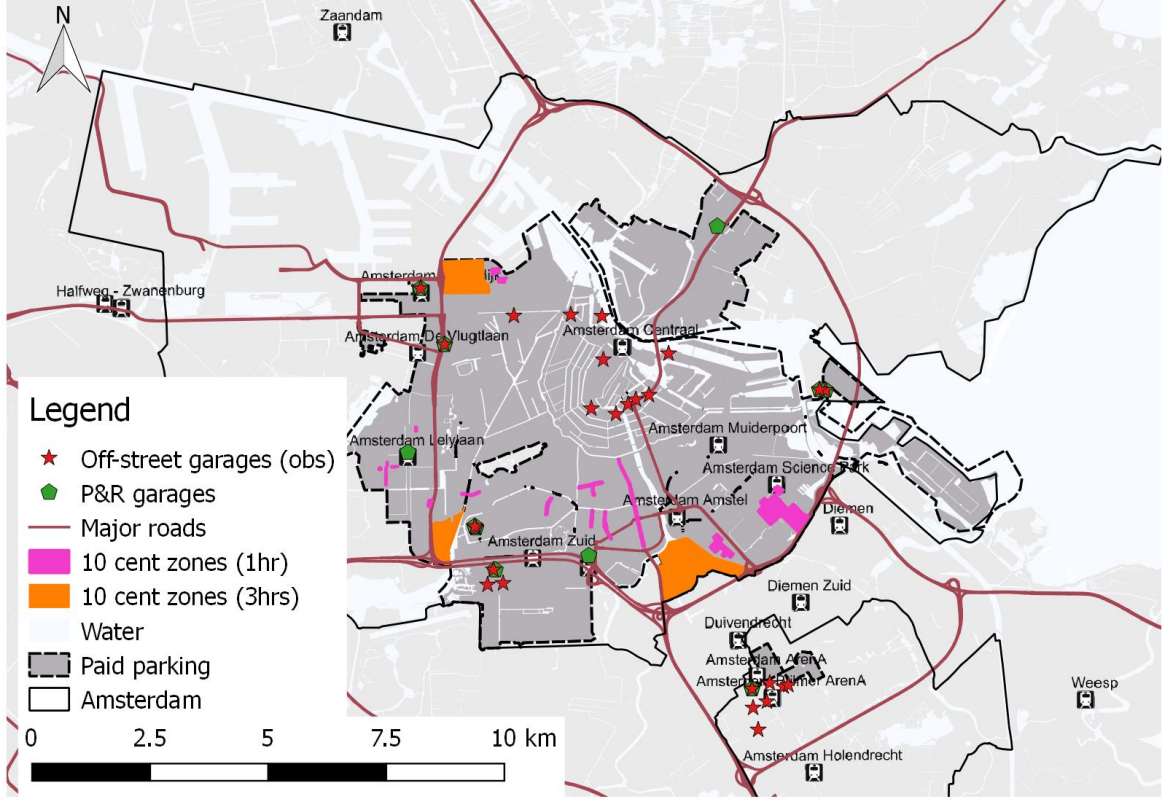 N
Zaandam
Halfweg - Zwanenburg
Amsterdam
Amsterdam De Vlugtlaan
Amsterdam Centraal
Amsterdam Lelylaan
Amsterdam Muiderpoort
Amsterdam Science Park
Amsterdam Amstel
Diemen
Amsterdam Zuid
Diemen Zuid
Duivendrecht
Amsterdam ArenA
ArenA
Weesp
Amsterdam Holendrecht
Legend
Off-street garages (obs)
P&R garages
Major roads
10 cent zones (1hr)
10 cent zones (3hrs)
Water
Paid parking
Amsterdam
0 2.5 5 7.5 10 km